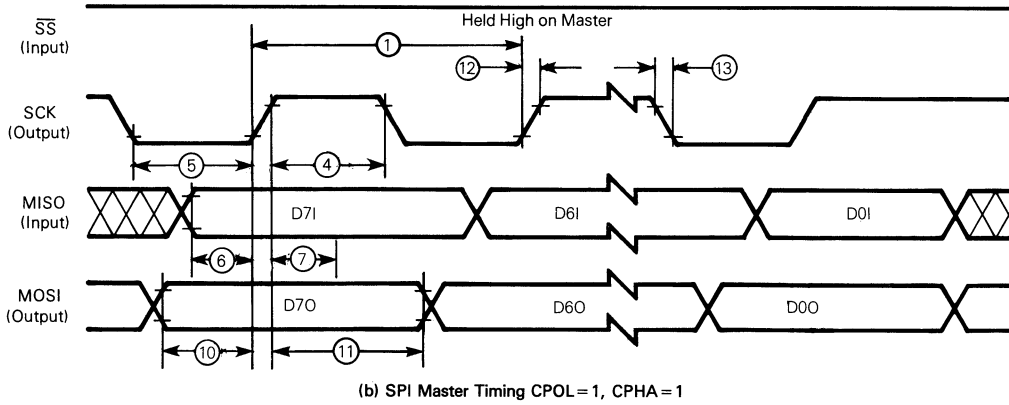 Held High on Master
SS
(Input)
1
12
13
SCK
(Output)
5
4
MISO
(Input)
D7I
D6I
D0I
6
7
MOSI
(Output)
D7O
D6O
D0O
10
11
(b) SPI Master Timing CPOL=1, CPHA=1